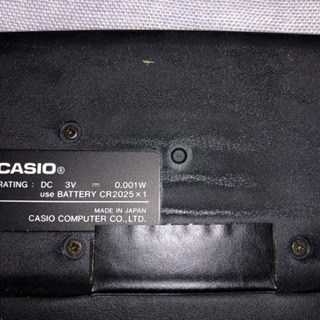 CASIO®
RATING : DC 3V ⎓ 0.001W
use BATTERY CR2025×1
MADE IN JAPAN
CASIO COMPUTER CO.,LTD.